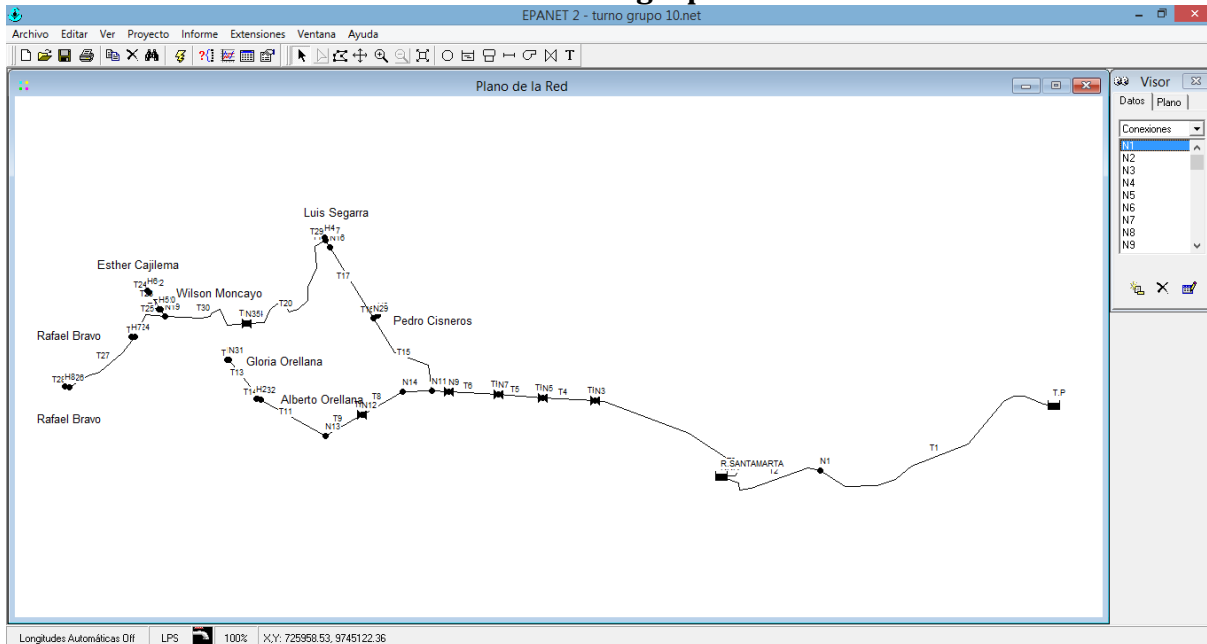 EPANET 2 - turno grupo 10.net
Archivo Editar Ver Proyecto Informe Extensiones Ventana Ayuda
T
Plano de la Red
Visor
Datos Plano
Conexiones
N1
N2
N3
N4
N5
N6
N7
N8
N9
Luis Segarra
T29
T17
Esther Cajilema
T24
Wilson Moncayo
T25
T30
T20
N29
Pedro Cisneros
Rafael Bravo
T27
T15
N31
Gloria Orellana
T13
N14
N11 N9 T6
T5
T4
T8
Alberto Orellana
T11
T9
N13
T.P
Rafael Bravo
R.SANTAMARTA
N1
T1
Longitudes Automáticas Off LPS 100% X,Y: 725958.53, 9745122.36